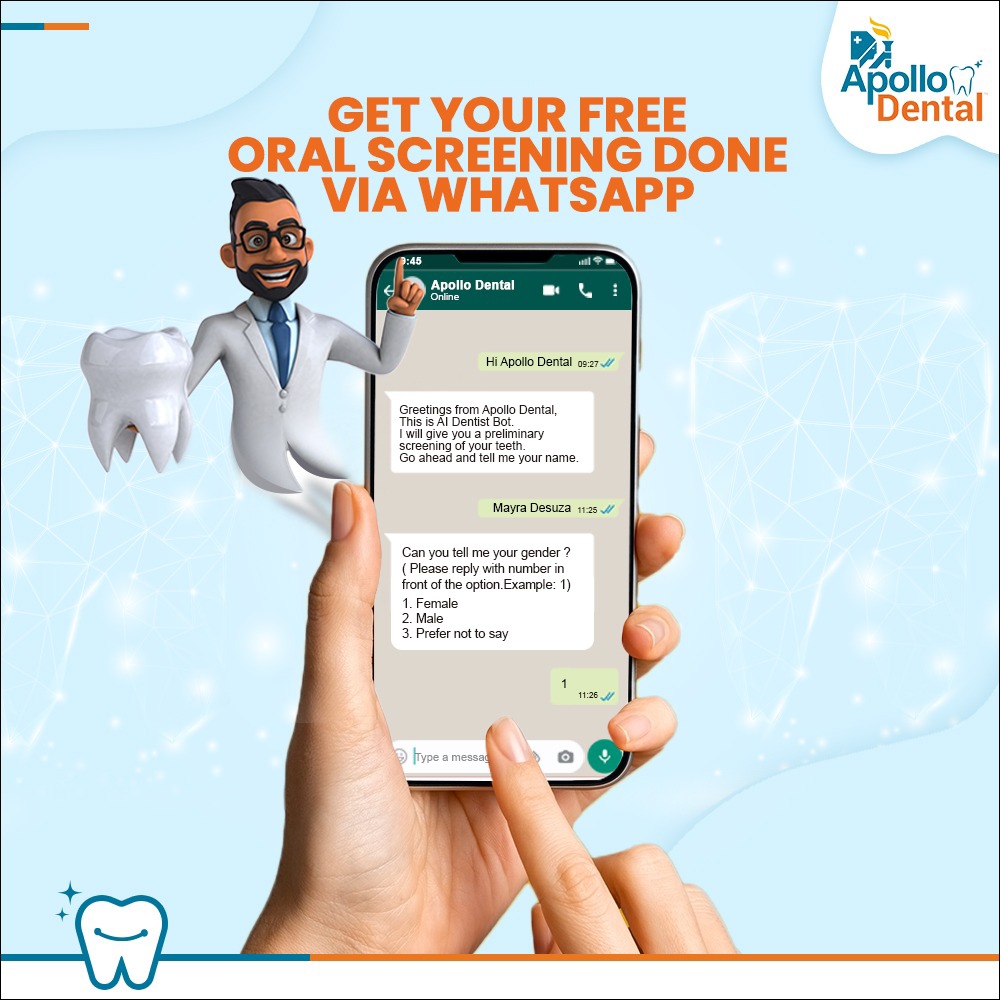 Apollo
Dental
GET YOUR FREE
ORAL SCREENING DONE
VIA WHATSAPP
:45
Apollo Dental
Online
Hi Apollo Dental 09:27
Greetings from Apollo Dental,
This is AI Dentist Bot.
I will give you a preliminary
screening of your teeth.
Go ahead and tell me your name.
Mayra Desuza 11:25
Can you tell me your gender ?
( Please reply with number in
front of the option.Example: 1)
1. Female
2. Male
3. Prefer not to say
1
11:26
Type a messag